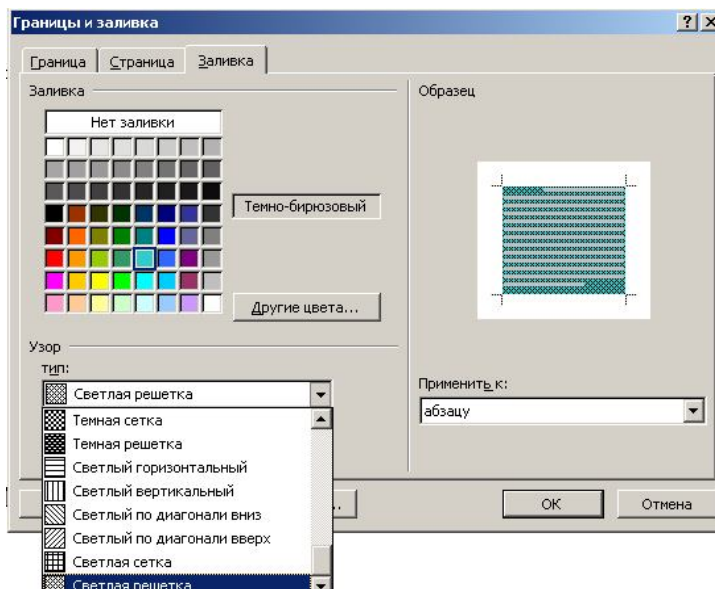 Границы и заливка
Граница Страница Заливка
Заливка
Нет заливки
Темно-бирюзовый
Другие цвета...
Образец
Узор
тип:
Светлая решетка
Темная сетка
Темная решетка
Светлый горизонтальный
Светлый вертикальный
Светлый по диагонали вниз
Светлый по диагонали вверх
Светлая сетка
Светлая решетка
Применить к:
абзацу
ОК Отмена